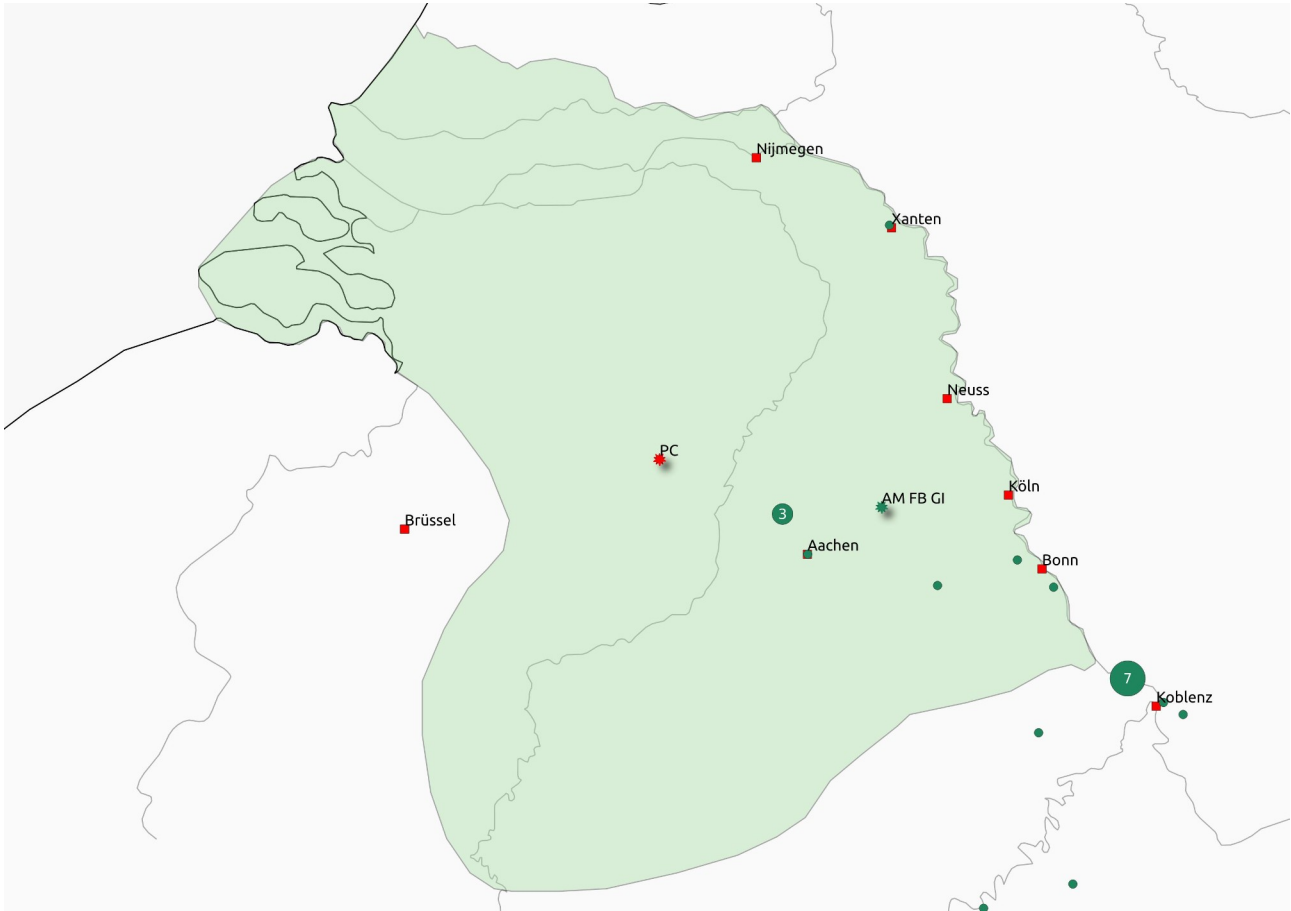 Nijmegen
Xanten
Neuss
PC
Köln
AM FB GI
3
Brüssel
Aachen
Bonn
7
Koblenz